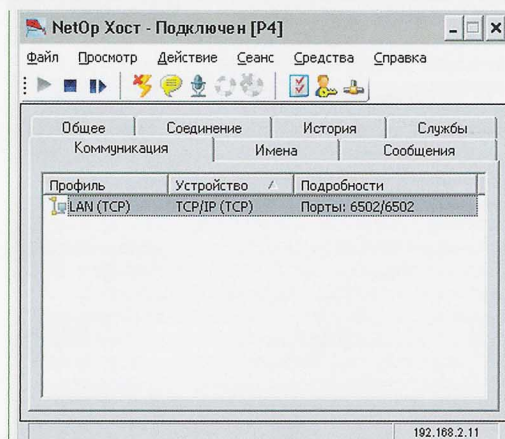 NetOp Хост - Подключен [P4]
Файл Просмотр Действие Сеанс Средства Справка
Общее Соединение История Службы
Коммуникация Имена Сообщения
Профиль Устройство Подробности
LAN (TCP) TCP/IP (TCP) Порты: 6502/6502
192.168.2.11